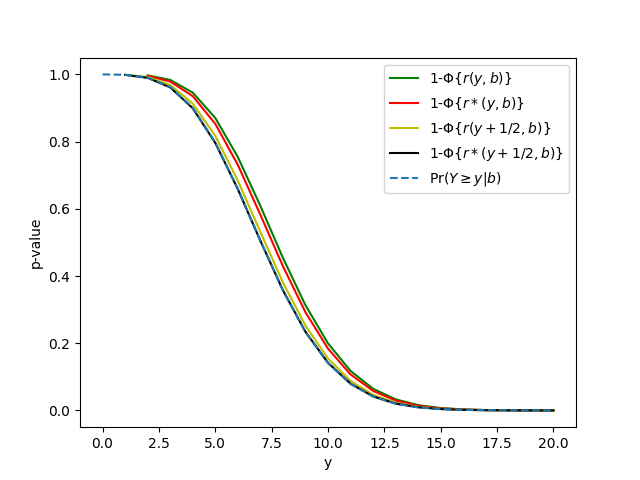 1.0
0.8
0.6
0.4
0.2
0.0
p-value
0.0 2.5 5.0 7.5 10.0 12.5 15.0 17.5 20.0
y
1-Φ{r(y, b)}
1-Φ{r * (y, b)}
1-Φ{r(y + 1/2, b)}
1-Φ{r * (y + 1/2, b)}
Pr(Y ≥ y|b)